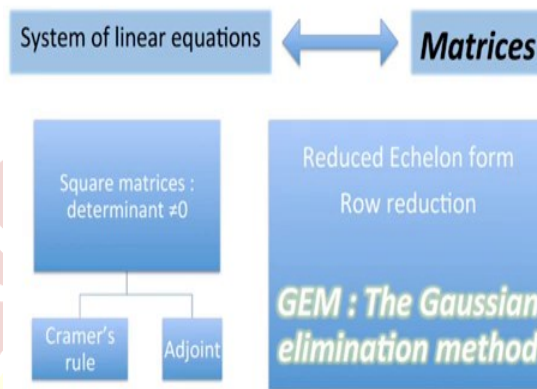 System of linear equations
Matrices
Square matrices :
determinant ≠0
Cramer's
rule
Adjoint
Reduced Echelon form
Row reduction
GEM : The Gaussian
elimination method